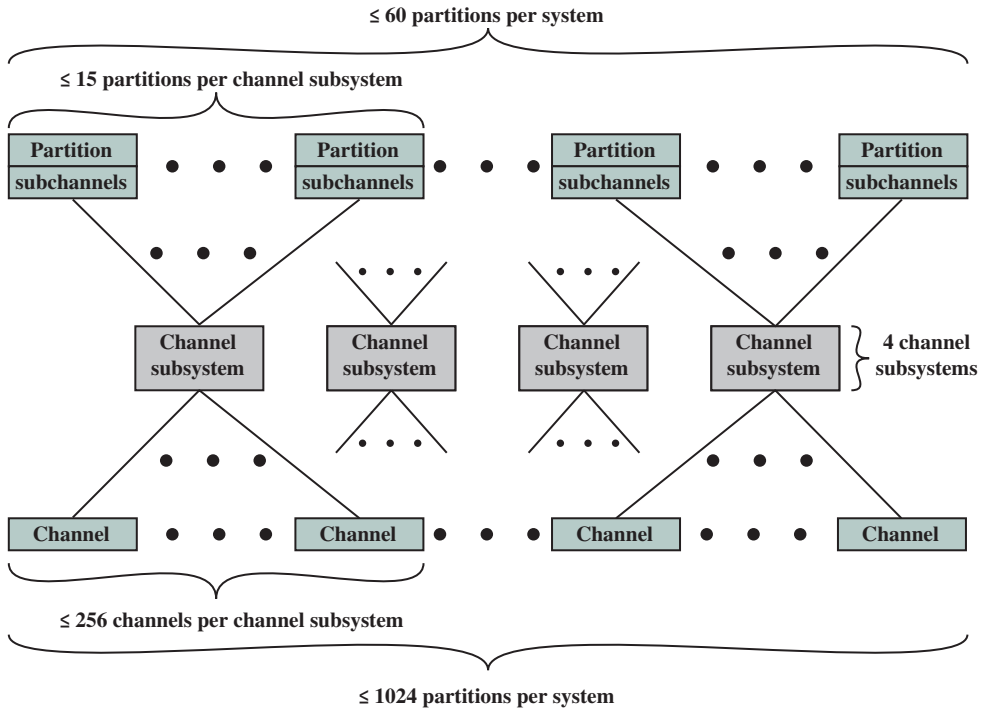 ≤ 60 partitions per system
≤ 15 partitions per channel subsystem
Partition
subchannels
Partition
subchannels
Partition
subchannels
Partition
subchannels
Channel
subsystem
Channel
subsystem
Channel
subsystem
Channel
subsystem
4 channel
subsystems
Channel
Channel
Channel
Channel
≤ 256 channels per channel subsystem
≤ 1024 partitions per system